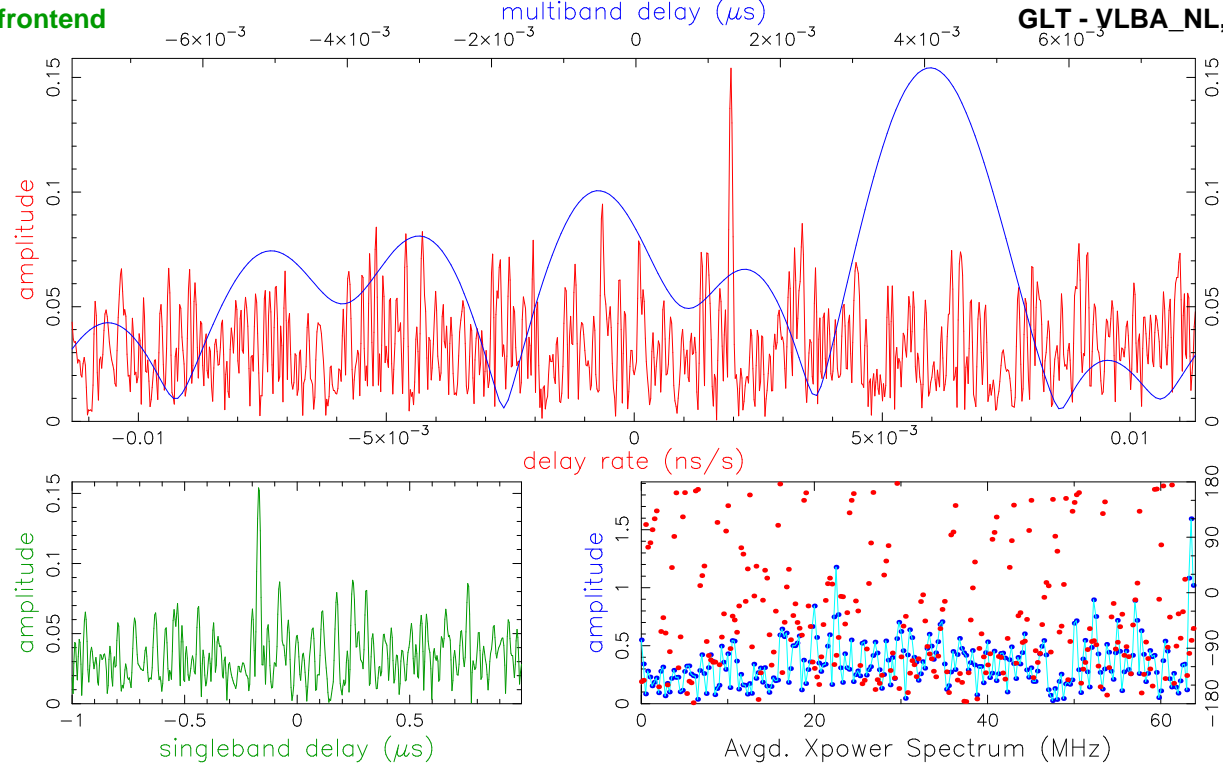 multiband delay (μs)
frontend
GLT - VLBA_NL,
−6×10⁻³ −4×10⁻³ −2×10⁻³ 0 2×10⁻³ 4×10⁻³ 6×10⁻³
amplitude
0 0.05 0.1 0.15
0 0.05 0.1 0.15
−0.01 −5×10⁻³ 0 5×10⁻³ 0.01
delay rate (ns/s)
amplitude
0 0.05 0.1 0.15
−1 −0.5 0 0.5
singleband delay (μs)
amplitude
0 0.5 1 1.5
−180 −90 0 90 180
0 20 40 60
Avgd. Xpower Spectrum (MHz)